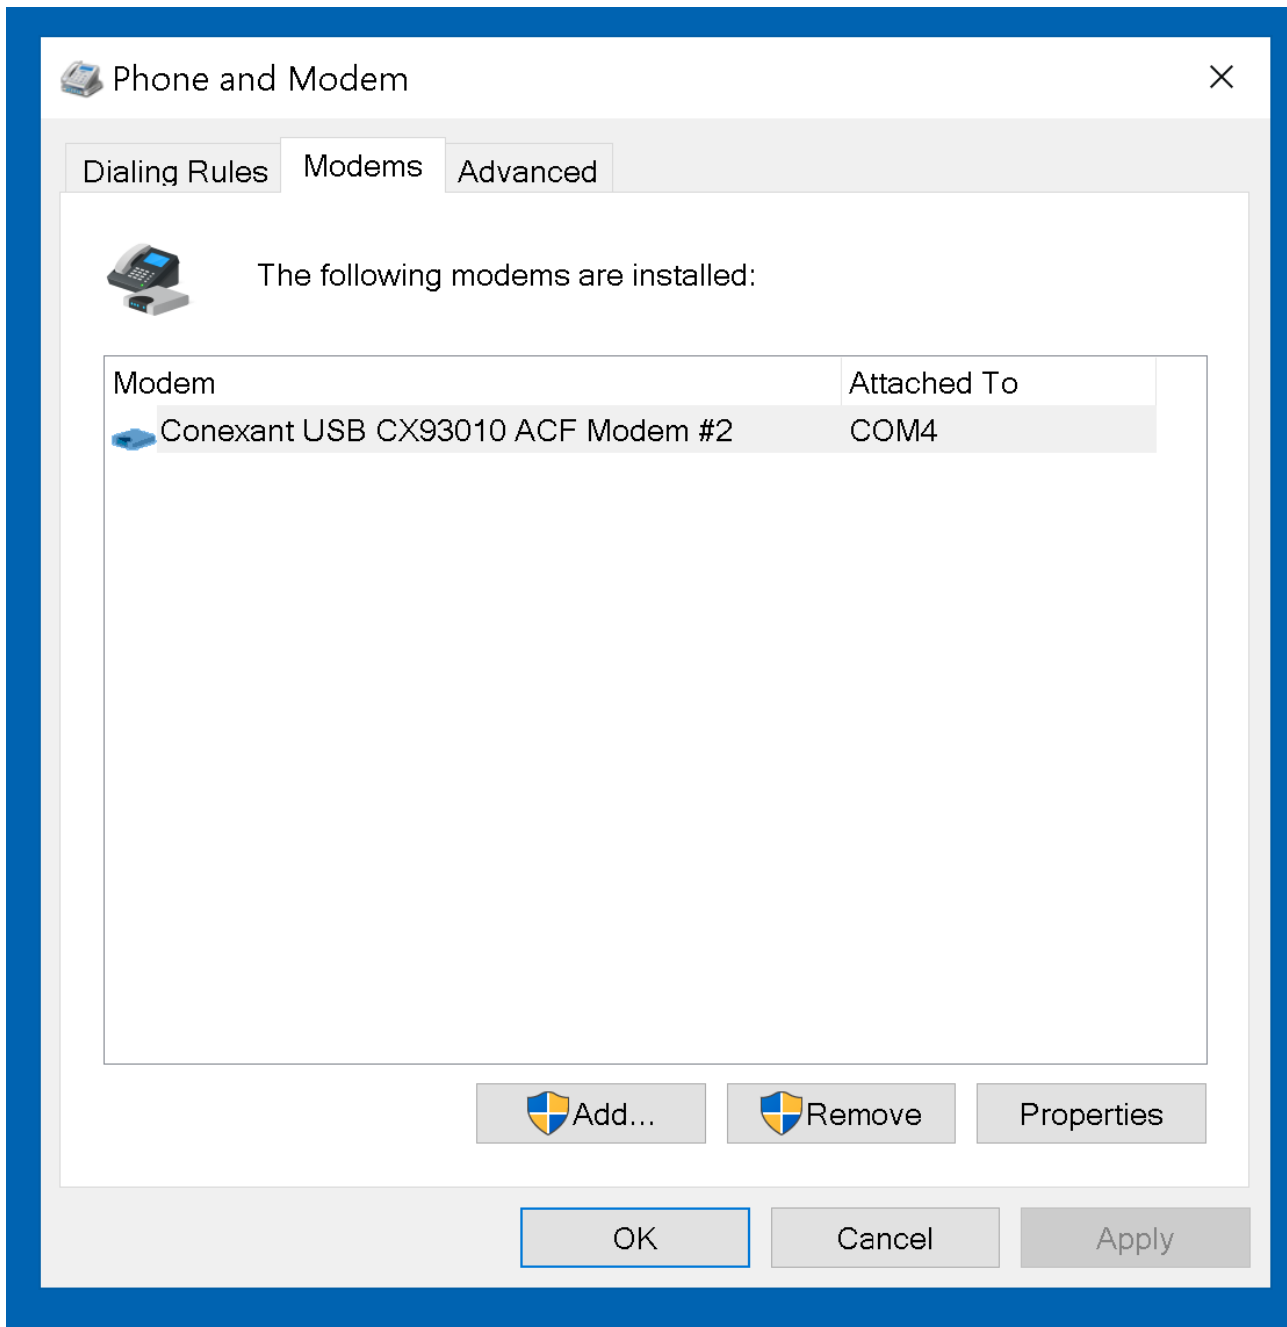 Phone and Modem
Dialing Rules Modems Advanced
The following modems are installed:
Modem Attached To
Conexant USB CX93010 ACF Modem #2 COM4
Add... Remove Properties
OK Cancel Apply